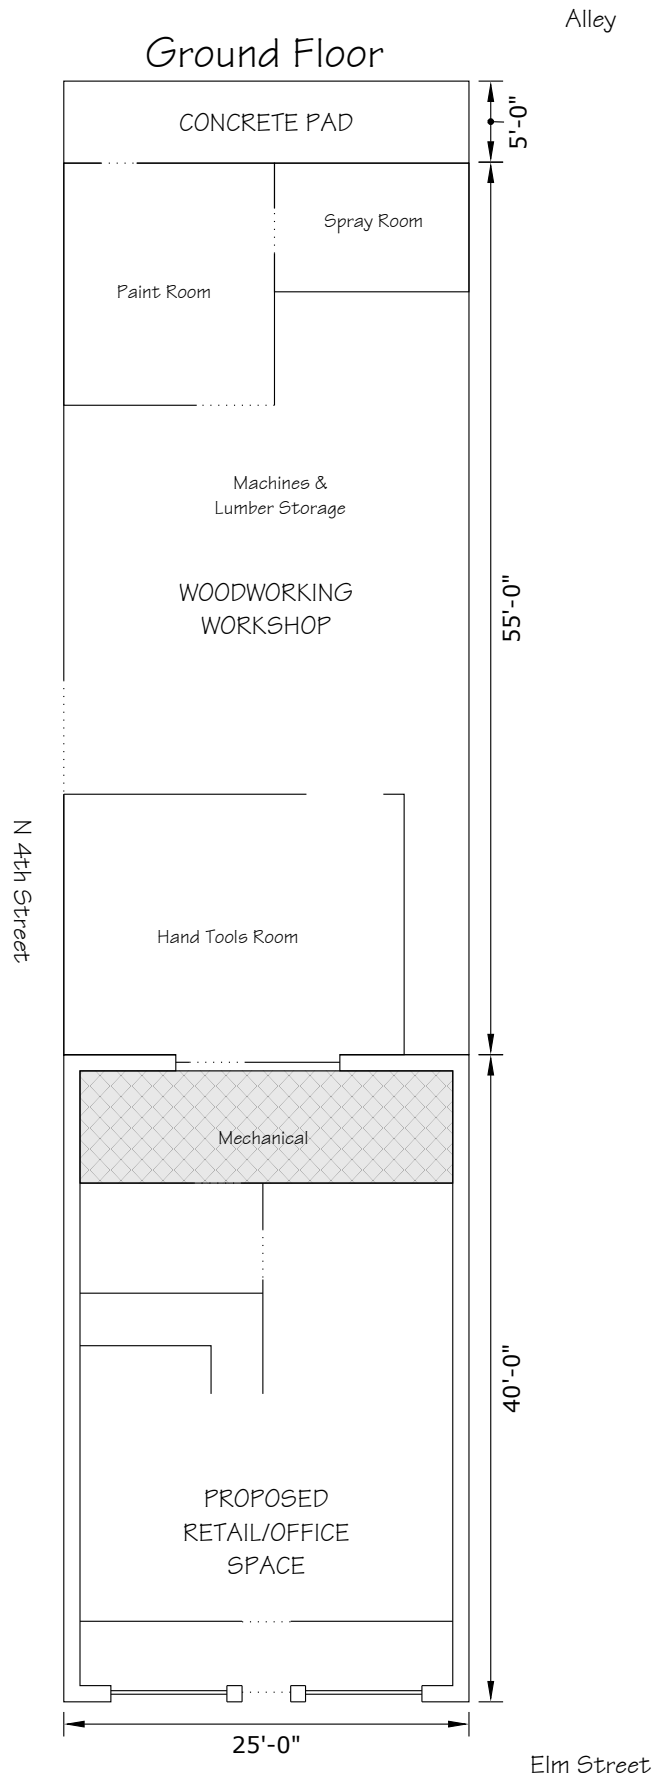 Alley
Ground Floor
CONCRETE PAD
5'-0"
Spray Room
Paint Room
Machines &
Lumber Storage
WOODWORKING
WORKSHOP
55'-0"
N 4th Street
Hand Tools Room
Mechanical
40'-0"
PROPOSED
RETAIL/OFFICE
SPACE
25'-0"
Elm Street